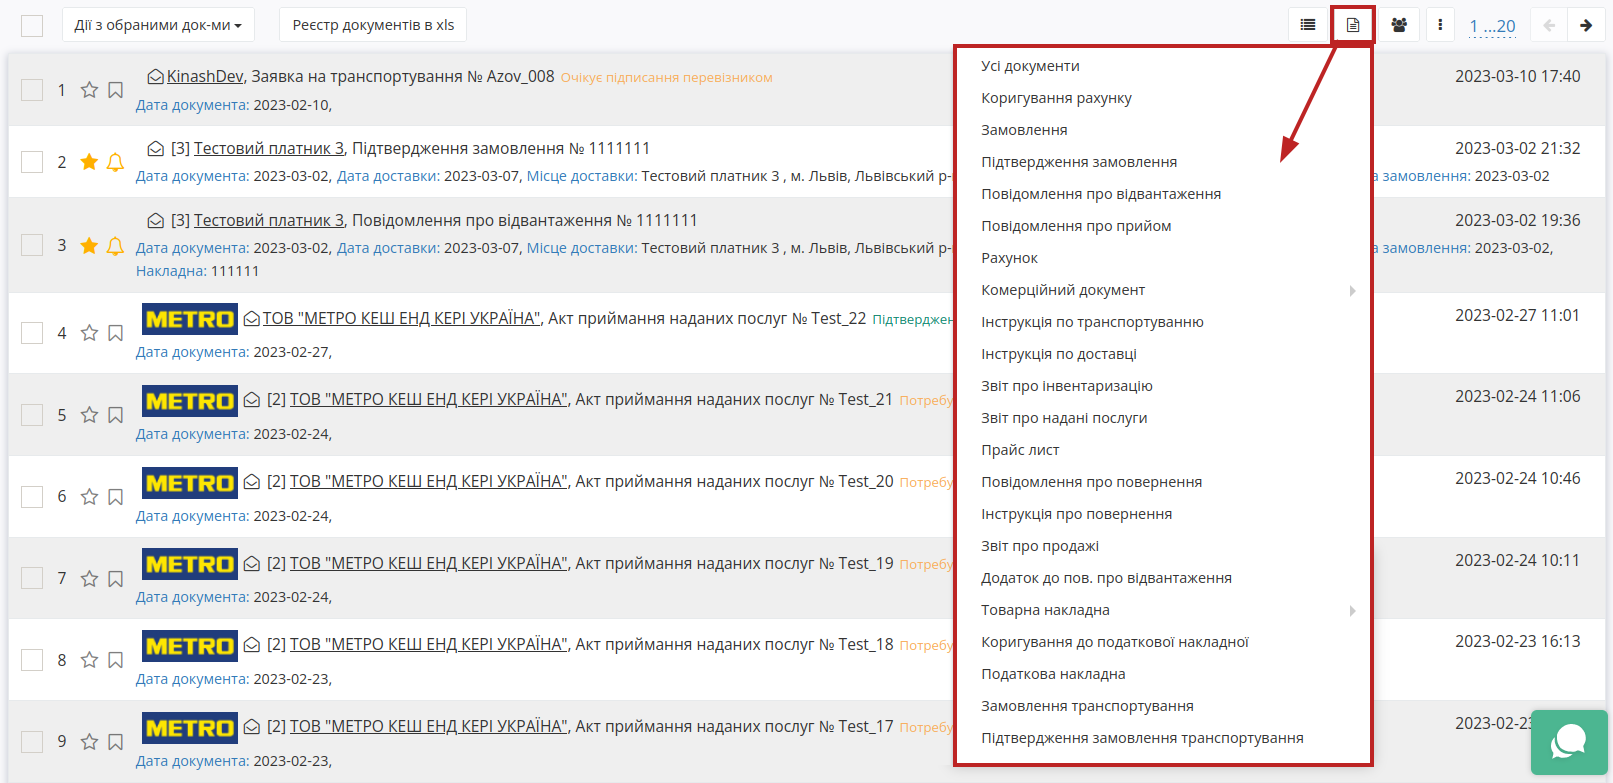 Дії з обраними док-ми
Реєстр документів в xls
1 ...20
1
KinashDev, Заявка на транспортування № Azov_008 Очікує підписання перевізником
2023-03-10 17:40
Дата документа: 2023-02-10,
2
[3] Тестовий платник 3, Підтвердження замовлення № 1111111
2023-03-02 21:32
Дата документа: 2023-03-02, Дата доставки: 2023-03-07, Місце доставки: Тестовий платник 3 , м. Львів, Львівський р-
а замовлення: 2023-03-02
3
[3] Тестовий платник 3, Повідомлення про відвантаження № 1111111
2023-03-02 19:36
Дата документа: 2023-03-02, Дата доставки: 2023-03-07, Місце доставки: Тестовий платник 3 , м. Львів, Львівський р-
а замовлення: 2023-03-02,
Накладна: 111111
4
METRO
ТОВ "МЕТРО КЕШ ЕНД КЕРІ УКРАЇНА", Акт приймання наданих послуг № Test_22 Підтверджен
2023-02-27 11:01
Дата документа: 2023-02-27,
5
METRO
[2] ТОВ "МЕТРО КЕШ ЕНД КЕРІ УКРАЇНА", Акт приймання наданих послуг № Test_21 Потребу
2023-02-24 11:06
Дата документа: 2023-02-24,
6
METRO
[2] ТОВ "МЕТРО КЕШ ЕНД КЕРІ УКРАЇНА", Акт приймання наданих послуг № Test_20 Потребу
2023-02-24 10:46
Дата документа: 2023-02-24,
7
METRO
[2] ТОВ "МЕТРО КЕШ ЕНД КЕРІ УКРАЇНА", Акт приймання наданих послуг № Test_19 Потребу
2023-02-24 10:11
Дата документа: 2023-02-24,
8
METRO
[2] ТОВ "МЕТРО КЕШ ЕНД КЕРІ УКРАЇНА", Акт приймання наданих послуг № Test_18 Потребу
2023-02-23 16:13
Дата документа: 2023-02-23,
9
METRO
[2] ТОВ "МЕТРО КЕШ ЕНД КЕРІ УКРАЇНА", Акт приймання наданих послуг № Test_17 Потребу
2023-02-23
Дата документа: 2023-02-23,
Усі документи
Коригування рахунку
Замовлення
Підтвердження замовлення
Повідомлення про відвантаження
Повідомлення про прийом
Рахунок
Комерційний документ
Інструкція по транспортуванню
Інструкція по доставці
Звіт про інвентаризацію
Звіт про надані послуги
Прайс лист
Повідомлення про повернення
Інструкція про повернення
Звіт про продажі
Додаток до пов. про відвантаження
Товарна накладна
Коригування до податкової накладної
Податкова накладна
Замовлення транспортування
Підтвердження замовлення транспортування